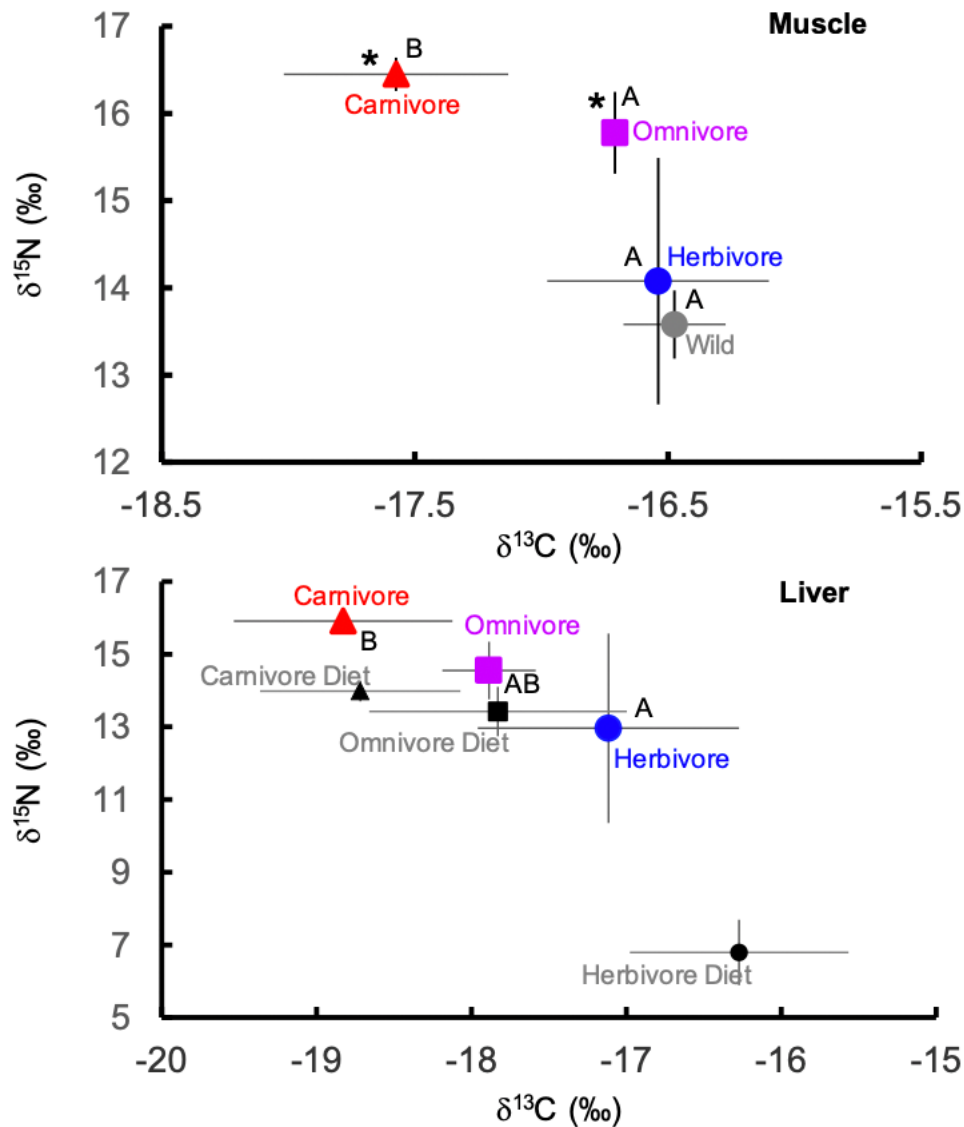 Muscle
17
16
15
14
13
12
δ¹⁵N (‰)
* B
Carnivore
* A
Omnivore
A Herbivore
A
Wild
-18.5 -17.5 -16.5 -15.5
δ¹³C (‰)
Liver
17
15
13
11
9
7
5
δ¹⁵N (‰)
Carnivore
B
Omnivore
Carnivore Diet
AB
Omnivore Diet
A
Herbivore
Herbivore Diet
-20 -19 -18 -17 -16 -15
δ¹³C (‰)